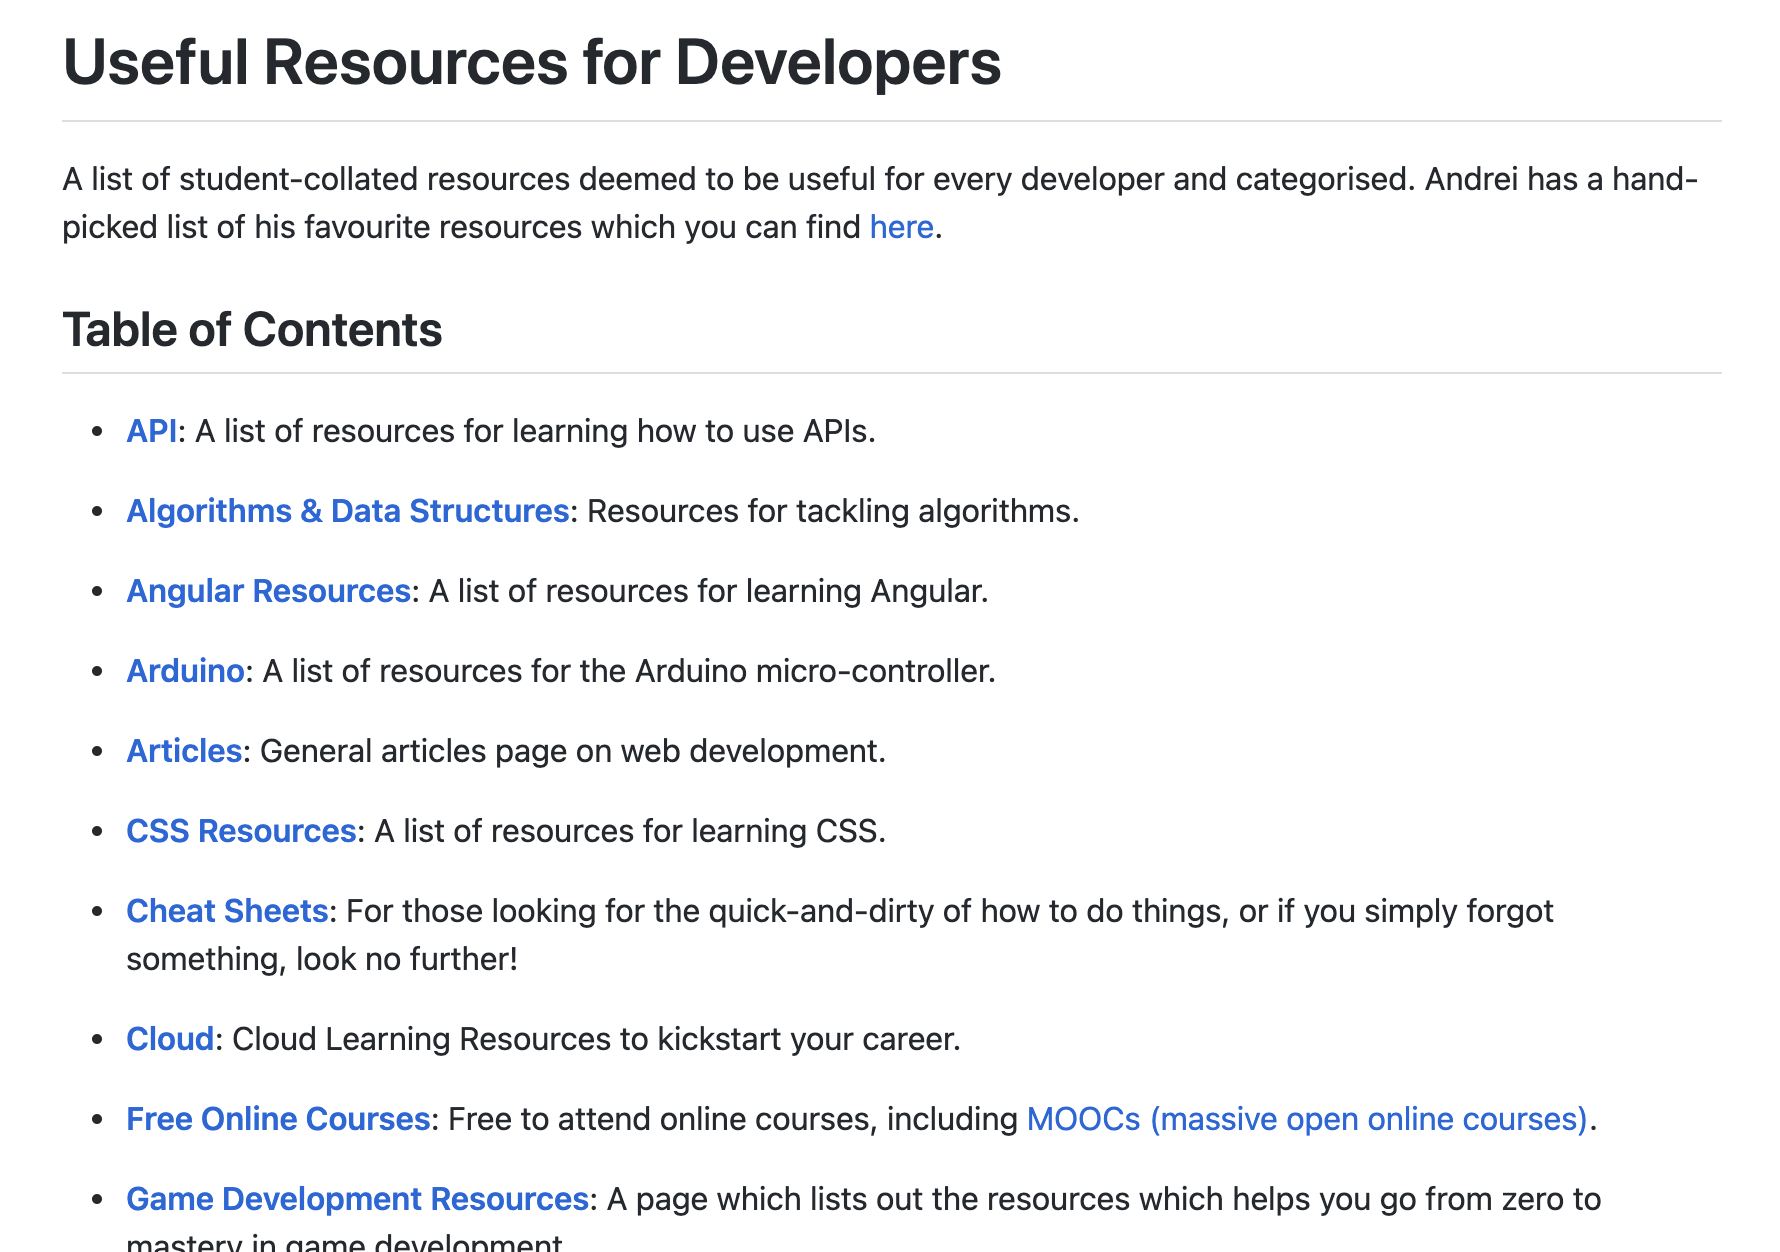 Useful Resources for Developers
A list of student-collated resources deemed to be useful for every developer and categorised. Andrei has a hand-
picked list of his favourite resources which you can find here.
Table of Contents
• API: A list of resources for learning how to use APIs.
• Algorithms & Data Structures: Resources for tackling algorithms.
• Angular Resources: A list of resources for learning Angular.
• Arduino: A list of resources for the Arduino micro-controller.
• Articles: General articles page on web development.
• CSS Resources: A list of resources for learning CSS.
• Cheat Sheets: For those looking for the quick-and-dirty of how to do things, or if you simply forgot
something, look no further!
• Cloud: Cloud Learning Resources to kickstart your career.
• Free Online Courses: Free to attend online courses, including MOOCs (massive open online courses).
• Game Development Resources: A page which lists out the resources which helps you go from zero to
mastery in game development.